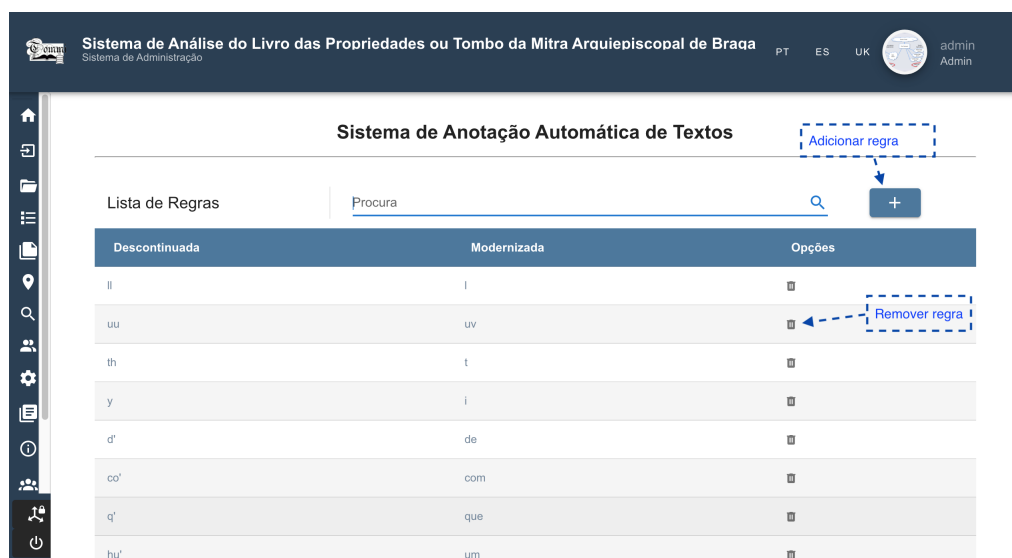 Tomm
Sistema de Análise do Livro das Propriedades ou Tombo da Mitra Arquiepiscopal de Braga
Sistema de Administração
PT ES UK
admin
Admin
Sistema de Anotação Automática de Textos
Adicionar regra
Lista de Regras
Procura
+
Descontinuada Modernizada Opções
ll l
uu uv
Remover regra
th t
y i
d' de
co' com
q' que
hu' um